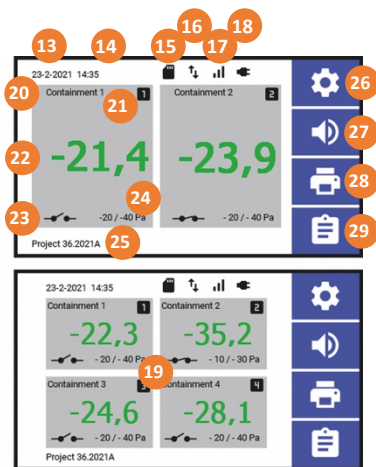 16 18
13 14 15 17
23-2-2021 14:35
20 Containment 1 21 1 Containment 2 2 26
27
22 -21,4 -23,9
28
24
23 -20 / -40 Pa - 20 / -40 Pa
29
Project 36.2021A 25
23-2-2021 14:35
Containment 1 1 Containment 2 2
-22,3 -35,2
- 20 / - 40 Pa - 10 / - 30 Pa
19
Containment 3 Containment 4 4
-24,6 -28,1
- 20 / - 40 Pa - 20 / - 40 Pa
Project 36.2021A